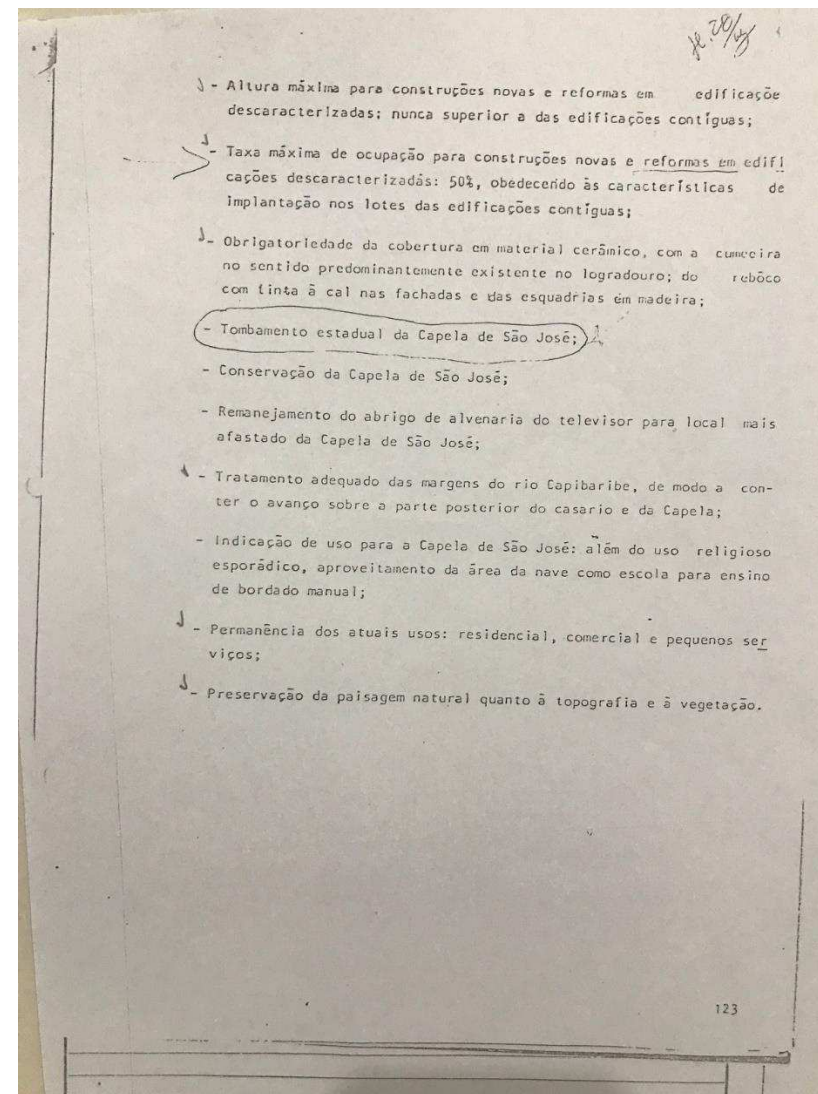 fl. 20/
- Altura máxima para construções novas e reformas em edificaçõe
descaracterizadas; nunca superior a das edificações contíguas;
- Taxa máxima de ocupação para construções novas e reformas em edifi
cações descaracterizadas: 50%, obedecendo às características de
implantação nos lotes das edificações contíguas;
- Obrigatoriedade da cobertura em material cerâmico, com a cumeeira
no sentido predominantemente existente no logradouro; do rebôco
com tinta à cal nas fachadas e das esquadrias em madeira;
- Tombamento estadual da Capela de São José;
- Conservação da Capela de São José;
- Remanejamento do abrigo de alvenaria do televisor para local mais
afastado da Capela de São José;
- Tratamento adequado das margens do rio Capibaribe, de modo a con-
ter o avanço sobre a parte posterior do casario e da Capela;
- Indicação de uso para a Capela de São José: além do uso religioso
esporádico, aproveitamento da área da nave como escola para ensino
de bordado manual;
- Permanência dos atuais usos: residencial, comercial e pequenos ser
viços;
- Preservação da paisagem natural quanto à topografia e à vegetação.
123